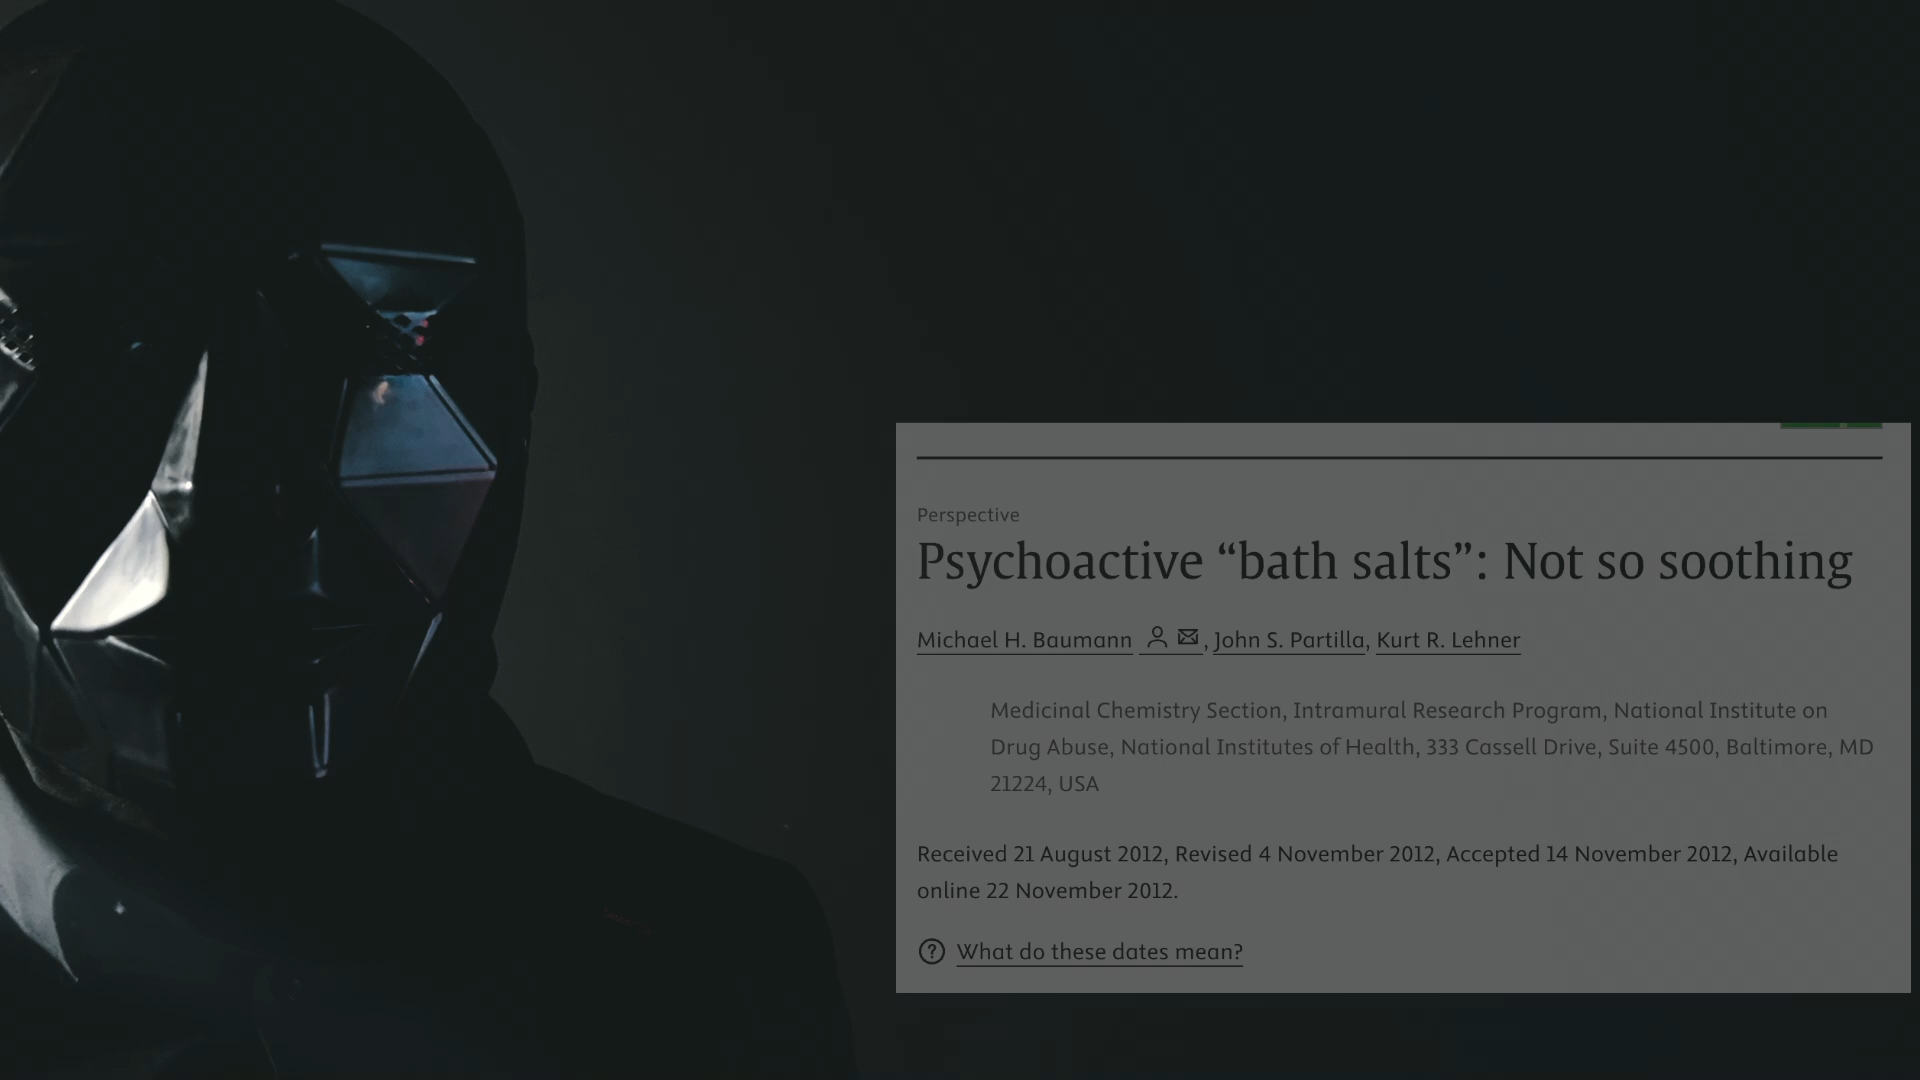 Perspective
Psychoactive “bath salts”: Not so soothing
Michael H. Baumann , John S. Partilla, Kurt R. Lehner
Medicinal Chemistry Section, Intramural Research Program, National Institute on
Drug Abuse, National Institutes of Health, 333 Cassell Drive, Suite 4500, Baltimore, MD
21224, USA
Received 21 August 2012, Revised 4 November 2012, Accepted 14 November 2012, Available
online 22 November 2012.
What do these dates mean?